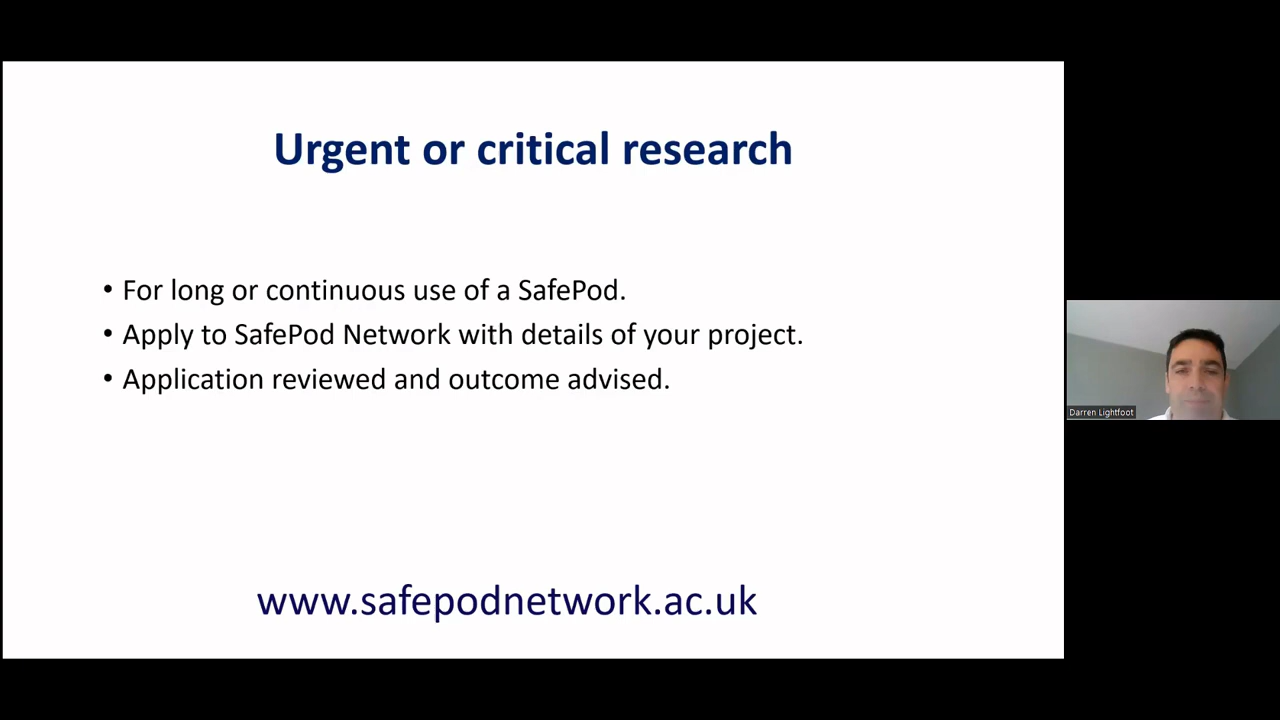 Urgent or critical research
• For long or continuous use of a SafePod.
• Apply to SafePod Network with details of your project.
• Application reviewed and outcome advised.
www.safepodnetwork.ac.uk
Darren Lightfoot